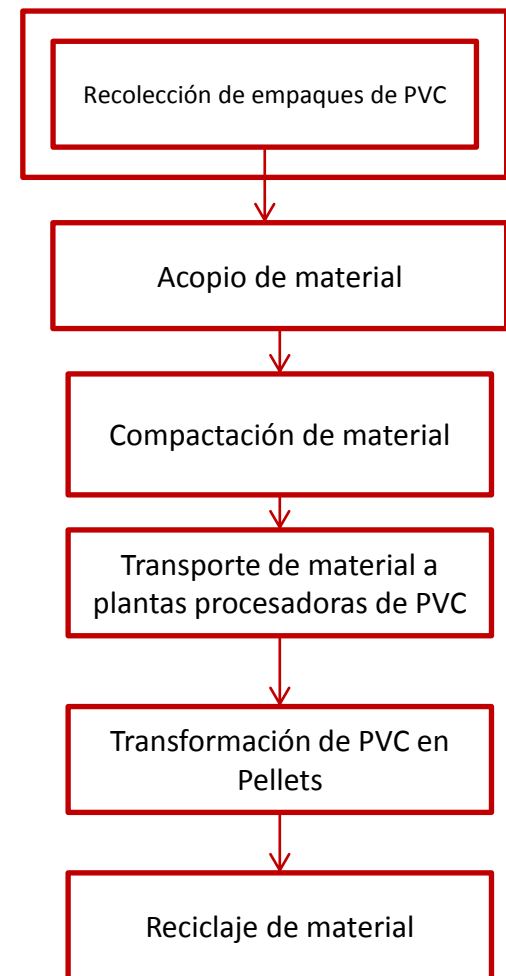 Recolección de empaques de PVC
Acopio de material
Compactación de material
Transporte de material a
plantas procesadoras de PVC
Transformación de PVC en
Pellets
Reciclaje de material